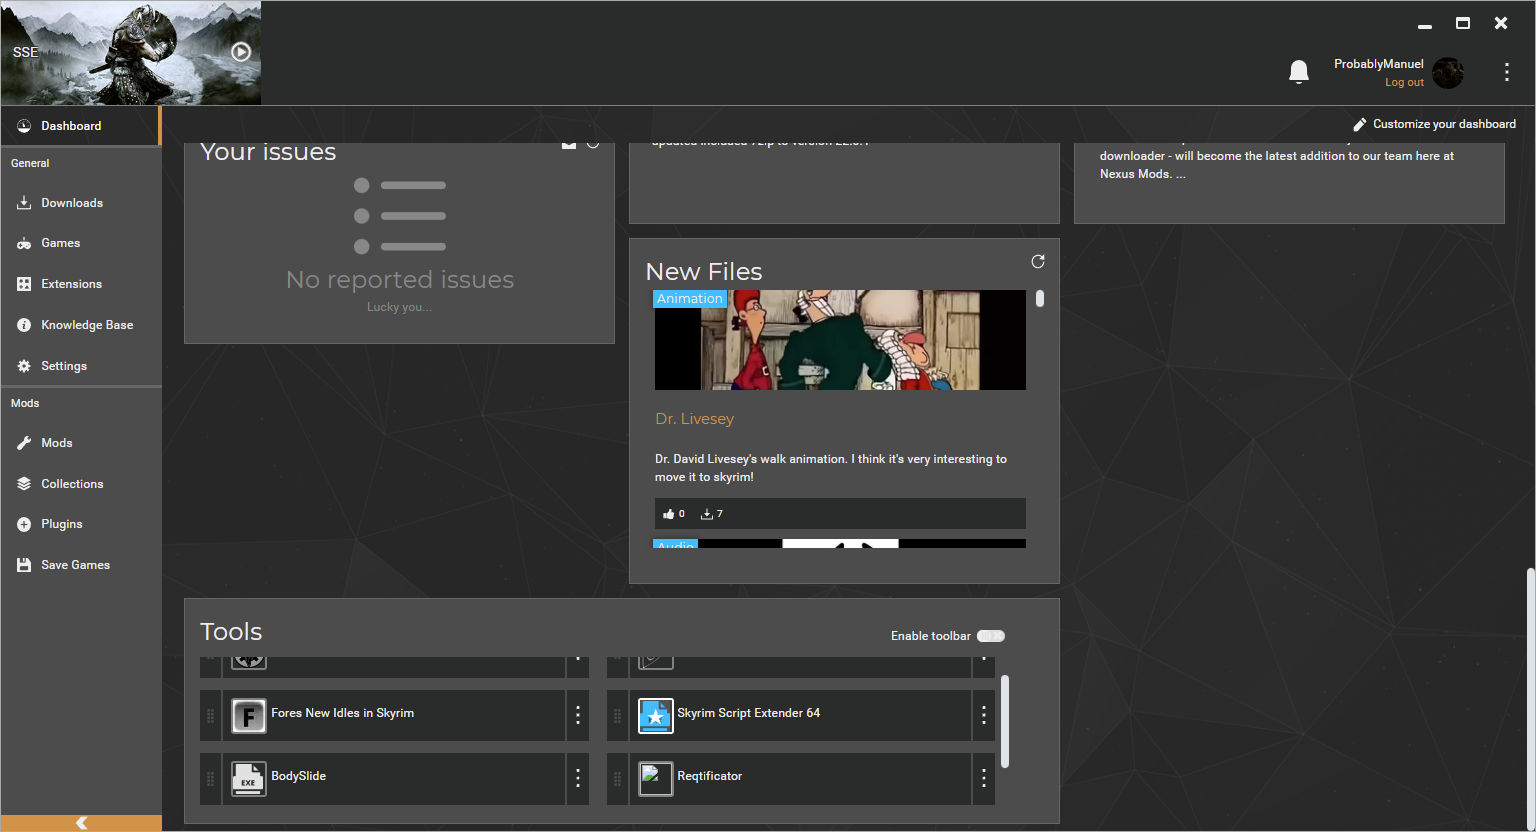 SSE
ProbablyManuel
Log out
Dashboard
Customize your dashboard
General
Downloads
Games
Extensions
Knowledge Base
Settings
Mods
Mods
Collections
Plugins
Save Games
Your issues
No reported issues
Lucky you...
downloader - will become the latest addition to our team here at
Nexus Mods. ...
New Files
Animation
Dr. Livesey
Dr. David Livesey's walk animation. I think it's very interesting to
move it to skyrim!
0 7
Audio
Tools
Enable toolbar
Fores New Idles in Skyrim
Skyrim Script Extender 64
EXE
BodySlide
Reqtificator